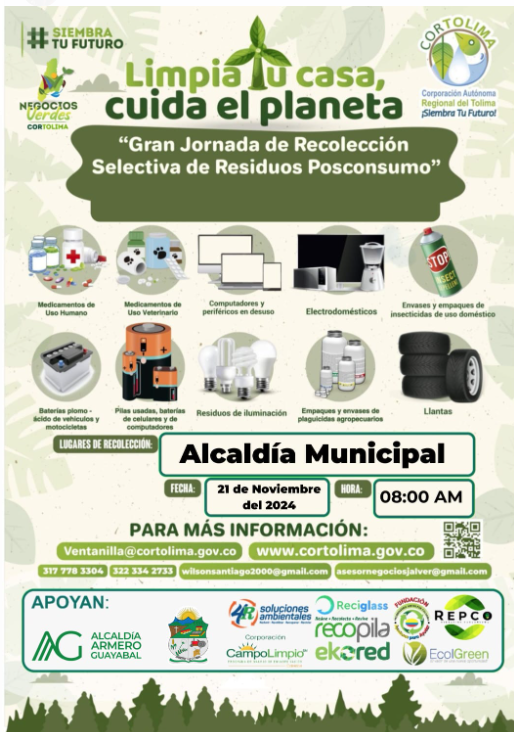 # SIEMBRA
TU FUTURO
NEGOCIOS
Verdes
CORTOLIMA
CORTOLIMA
Corporación Autónoma
Regional del Tolima
¡Siembra Tu Futuro!
Limpia Tu casa,
cuida el planeta
“Gran Jornada de Recolección
Selectiva de Residuos Posconsumo”
Medicamentos de
Uso Humano
Medicamentos de
Uso Veterinario
Computadores y
periféricos en desuso
Electrodomésticos
STOP
INSECT
Envases y empaques de
insecticidas de uso doméstico
Baterías plomo -
ácido de vehículos y
motocicletas
Pilas usadas, baterías
de celulares y de
computadores
Residuos de iluminación
Empaques y envases de
plaguicidas agropecuarios
Llantas
LUGARES DE RECOLECCIÓN:
Alcaldía Municipal
FECHA:
21 de Noviembre
del 2024
HORA:
08:00 AM
PARA MÁS INFORMACIÓN:
Ventanilla@cortolima.gov.co
www.cortolima.gov.co
317 778 3304
322 334 2733
wilsonsantiago2000@gmail.com
asesornegociosjalver@gmail.com
APOYAN:
AG
ALCALDÍA
ARMERO
GUAYABAL
4R soluciones
ambientales
Corporación
CampoLimpio
Reciglass
recopila
ekored
FUNDACIÓN
REPCO
EcolGreen